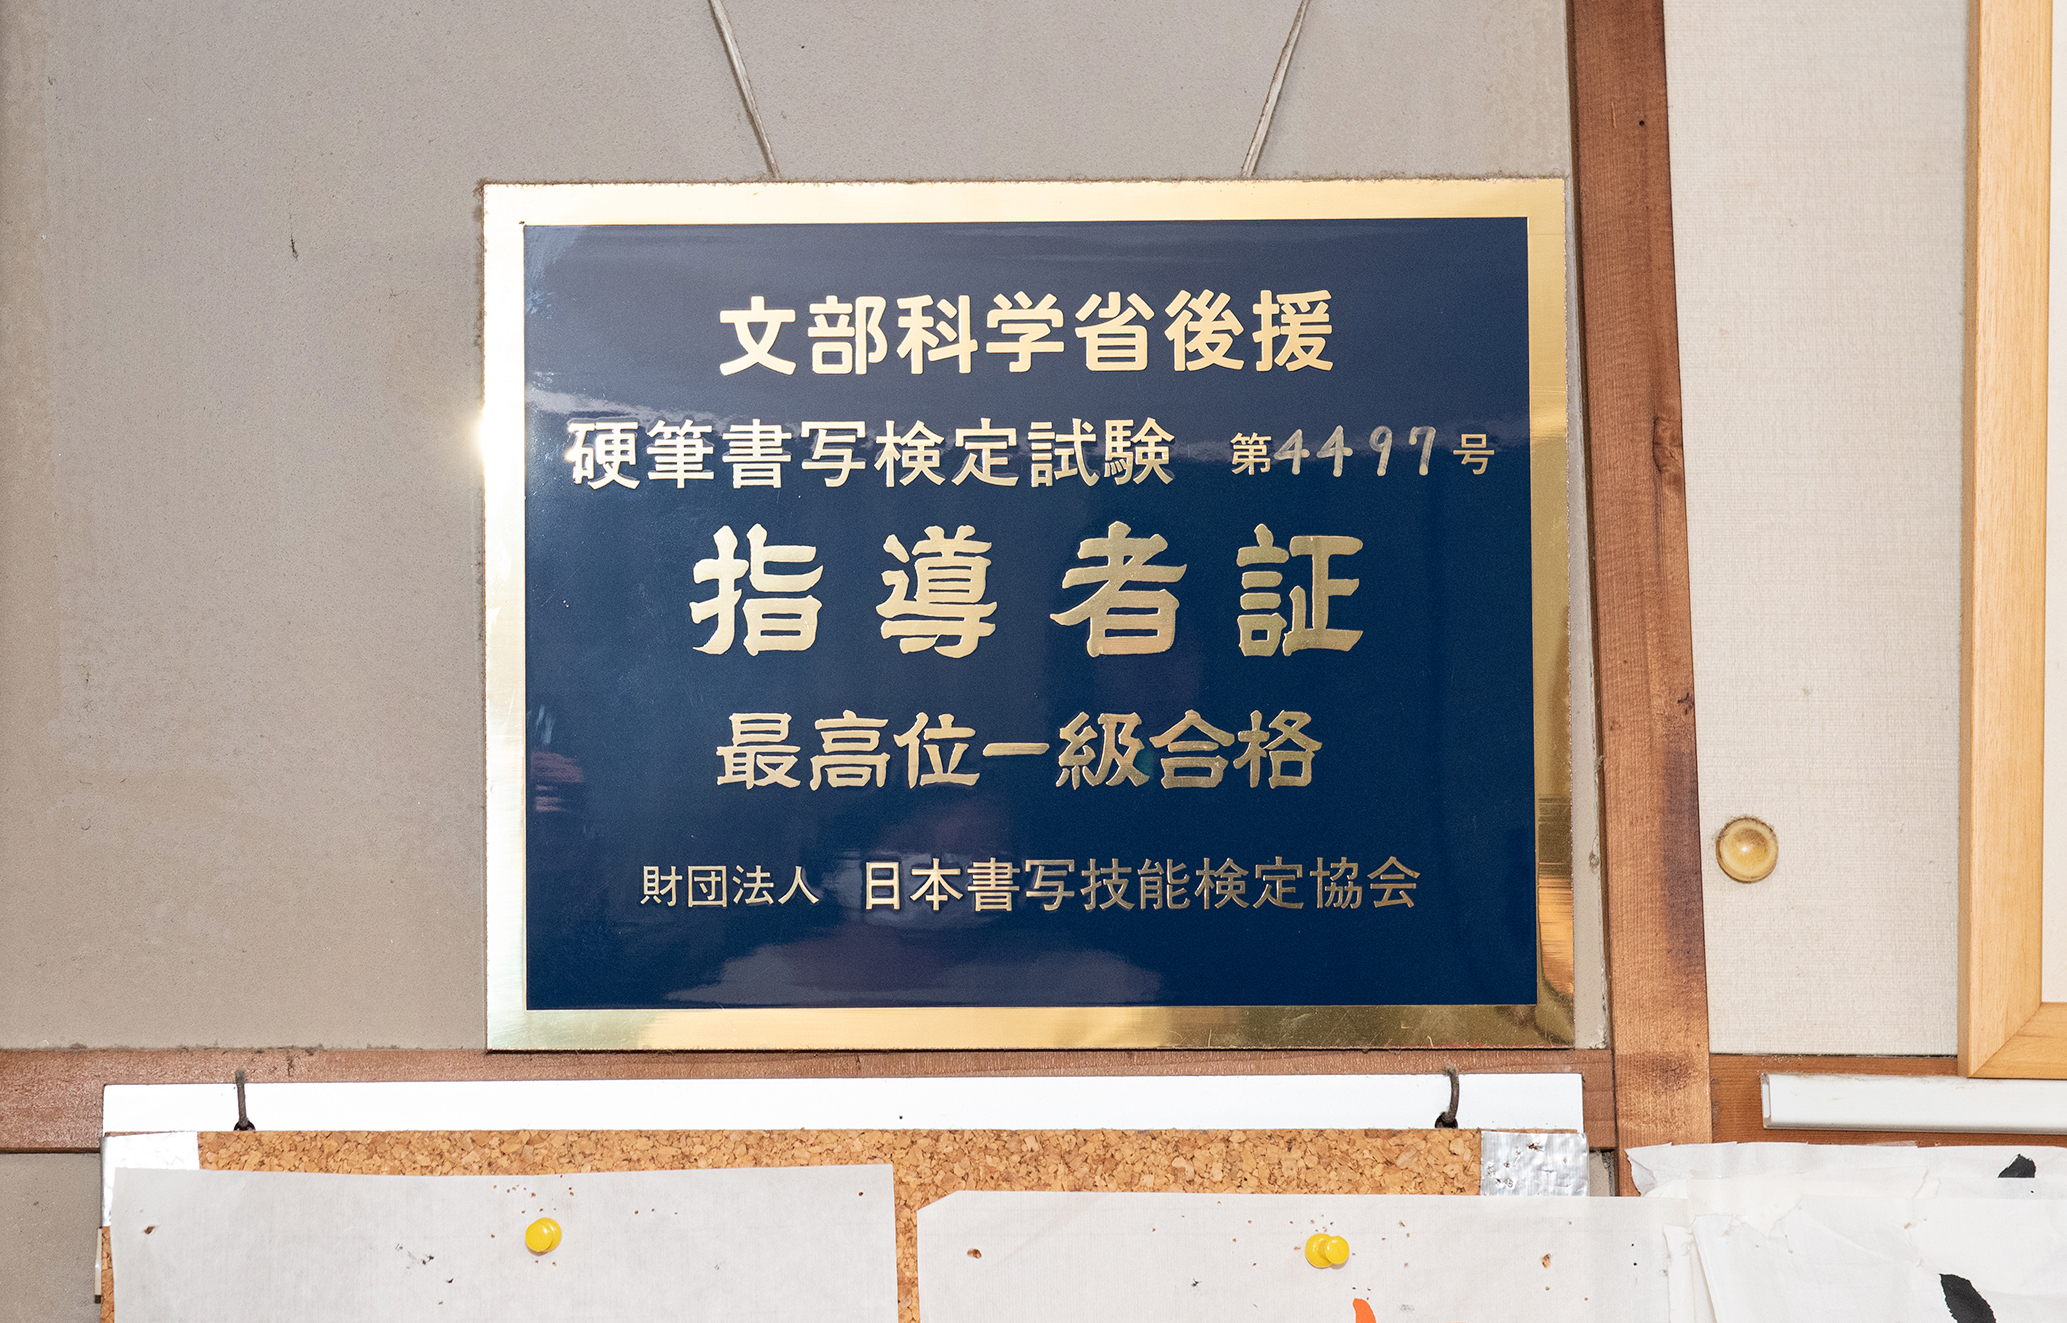 文部科学省後援
硬筆書写検定試験 第4497号
指導者証
最高位一級合格
財団法人 日本書写技能検定協会